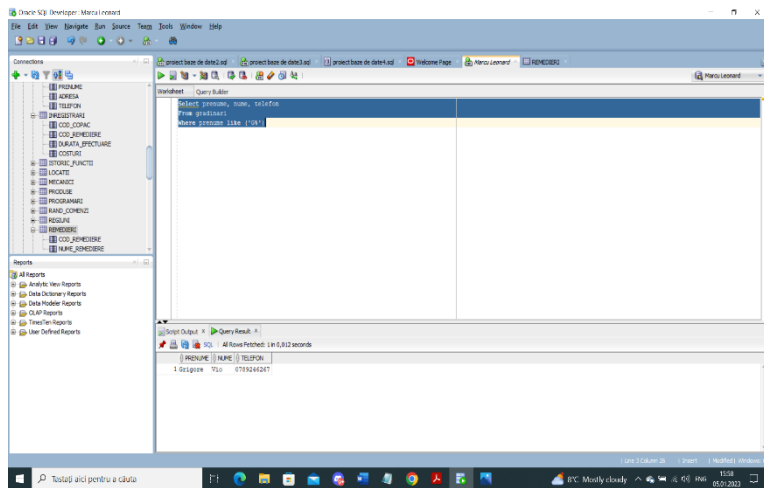 Oracle SQL Developer : Marcu Leonard
File Edit View Navigate Run Source Team Tools Window Help
Connections
project baze de date2.sql
proiect baze de date3.sql
proiect baze de date4.sql
Welcome Page
Marcu Leonard
REMEDIERI
Marcu Leonard
Worksheet Query Builder
PRENUME
ADRESA
TELEFON
INREGISTRARI
COD_COPAC
COD_REMEDIERE
DURATA_EFECTUARE
COSTURI
ISTORIC_FUNCTII
LOCATII
MECANICI
PRODUSE
PROGRAMARI
RAND_COMENZI
REGIUNI
REMEDIERI
COD_REMEDIERE
NUME_REMEDIERE
Select prenume, nume, telefon
From gradinari
Where prenume like ('G%')
Reports
All Reports
Analytic View Reports
Data Dictionary Reports
Data Modeler Reports
OLAP Reports
TimesTen Reports
User Defined Reports
Script Output Query Result
SQL All Rows Fetched: 1 in 0,012 seconds
PRENUME NUME TELEFON
1 Grigore Vio 0789246267
Line 3 Column 26 Insert Modified Windows:
Tastați aici pentru a căuta
8°C Mostly cloudy
ENG
15:58
05.01.2023